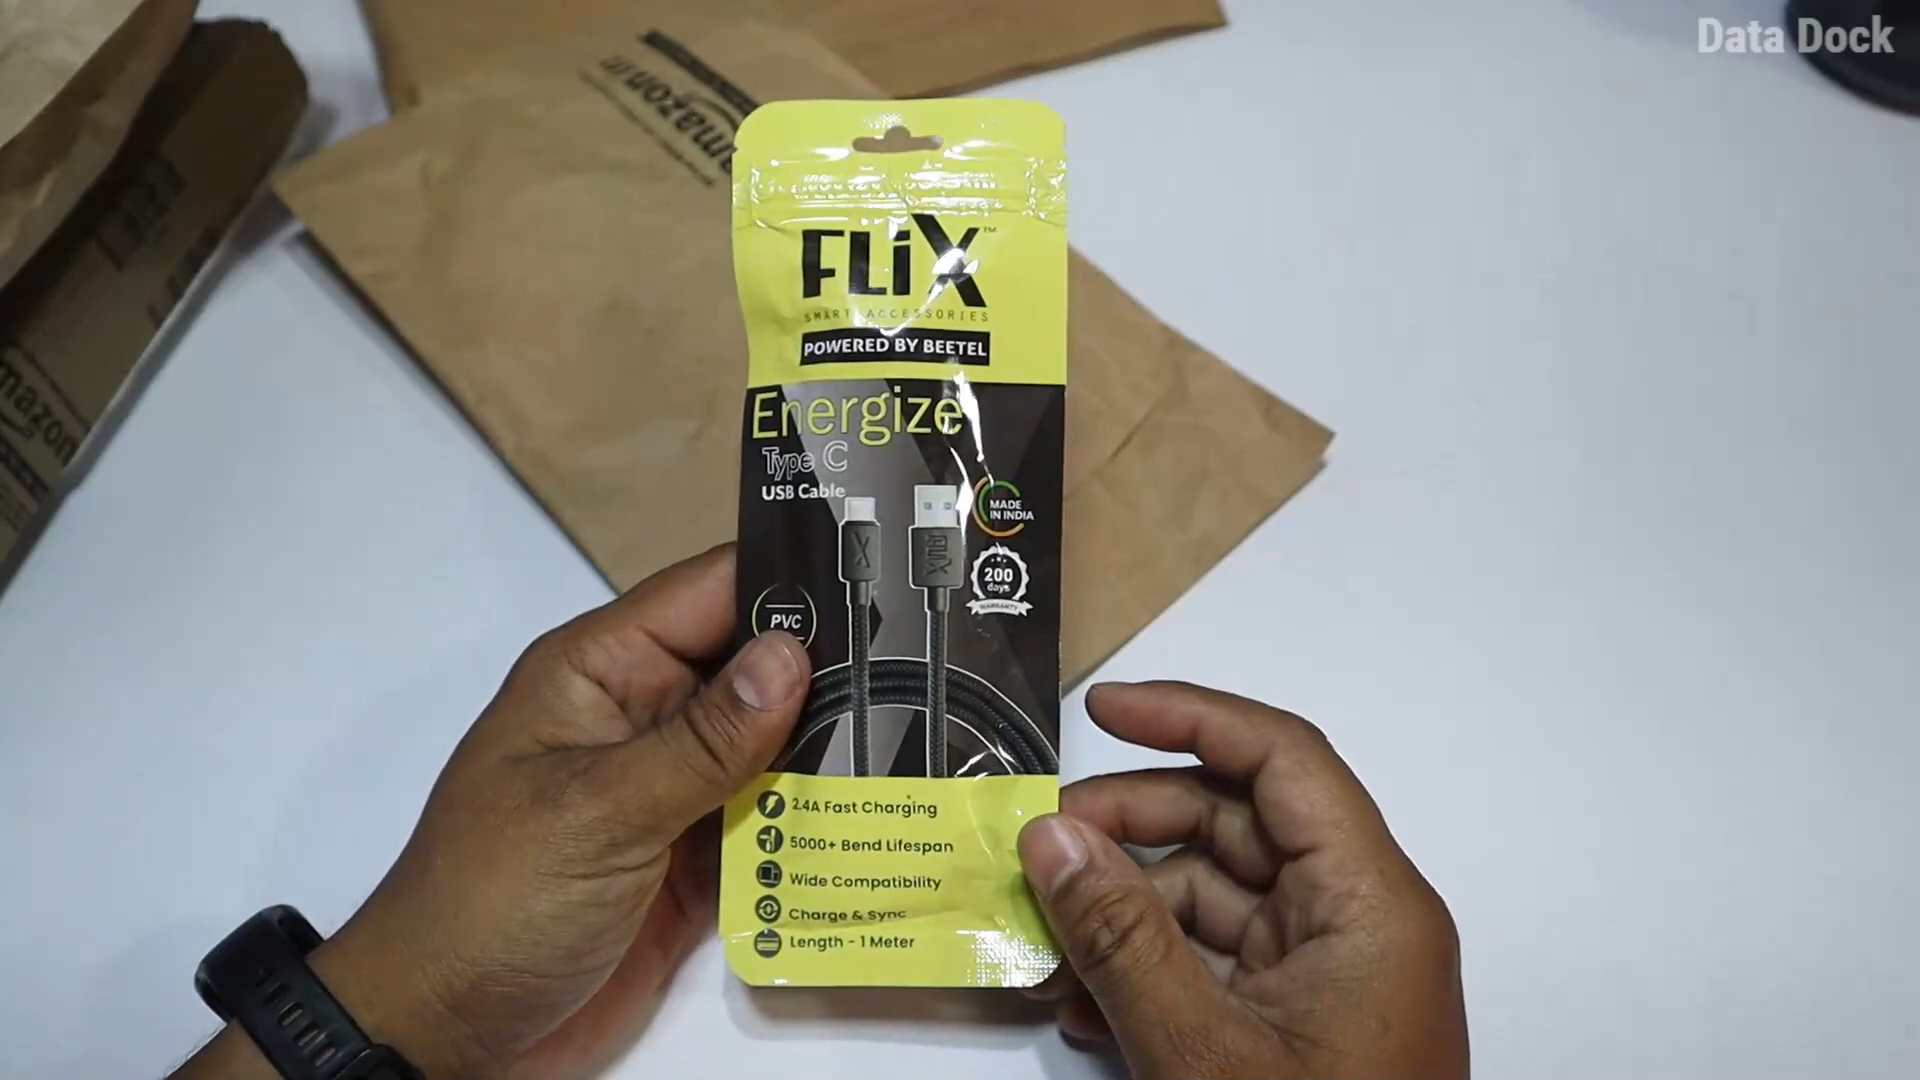 Data Dock
amazon.in
amazon
FLiX™
SMART ACCESSORIES
POWERED BY BEETEL
Energize
Type C
USB Cable
MADE
IN INDIA
200
days
WARRANTY
PVC
2.4A Fast Charging
5000+ Bend Lifespan
Wide Compatibility
Charge & Sync
Length - 1 Meter